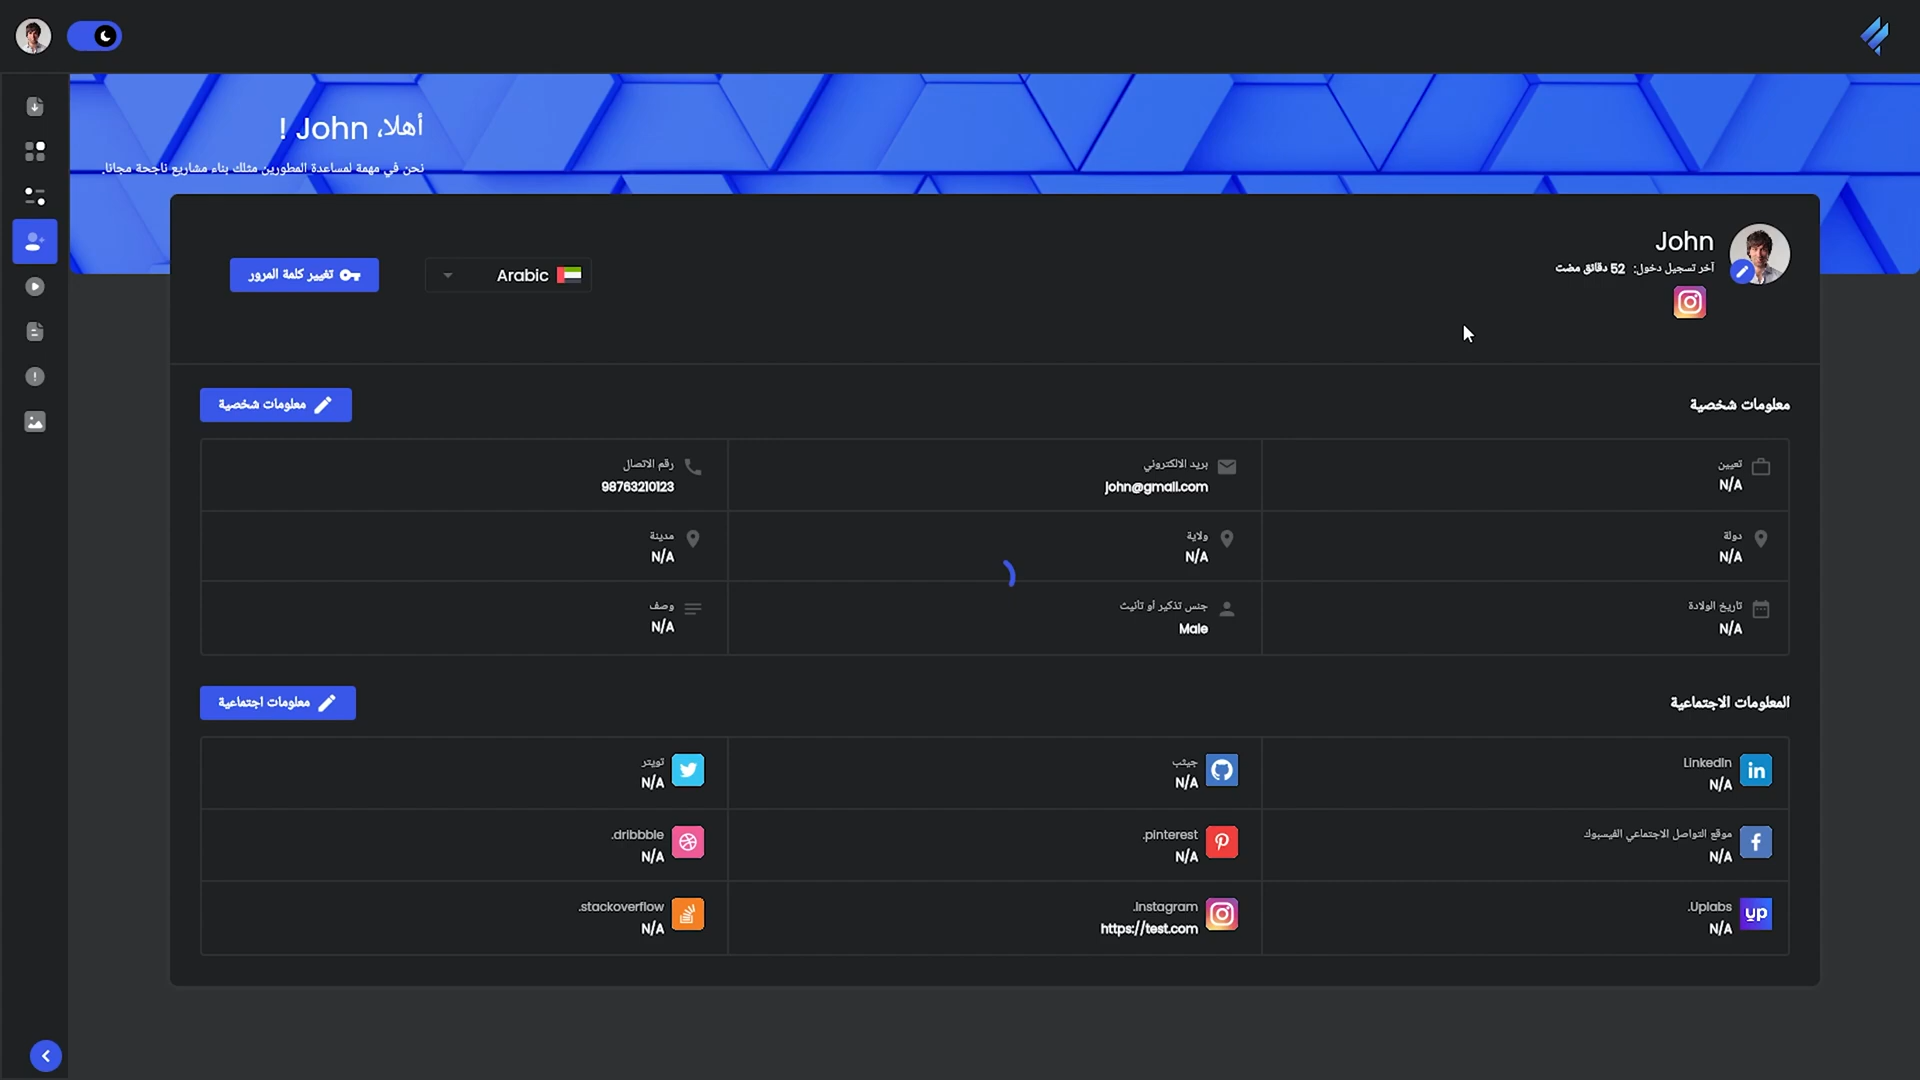 أهلا، John !
نحن في مهمة لمساعدة المطورين مثلك بناء مشاريع ناجحة مجانا.
John
آخر تسجيل دخول: 52 دقائق مضت
Arabic
تغيير كلمة المرور
معلومات شخصية
معلومات شخصية
تعيين
N/A
بريد الالكتروني
john@gmail.com
رقم الاتصال
98763210123
دولة
N/A
ولاية
N/A
مدينة
N/A
تاريخ الولادة
N/A
جنس تذكير أو تأنيث
Male
وصف
N/A
المعلومات الاجتماعية
معلومات اجتماعية
LinkedIn
N/A
جيثب
N/A
تويتر
N/A
موقع التواصل الاجتماعي الفيسبوك
N/A
pinterest.
N/A
dribbble.
N/A
Uplabs.
N/A
Instagram.
https://test.com
stackoverflow.
N/A